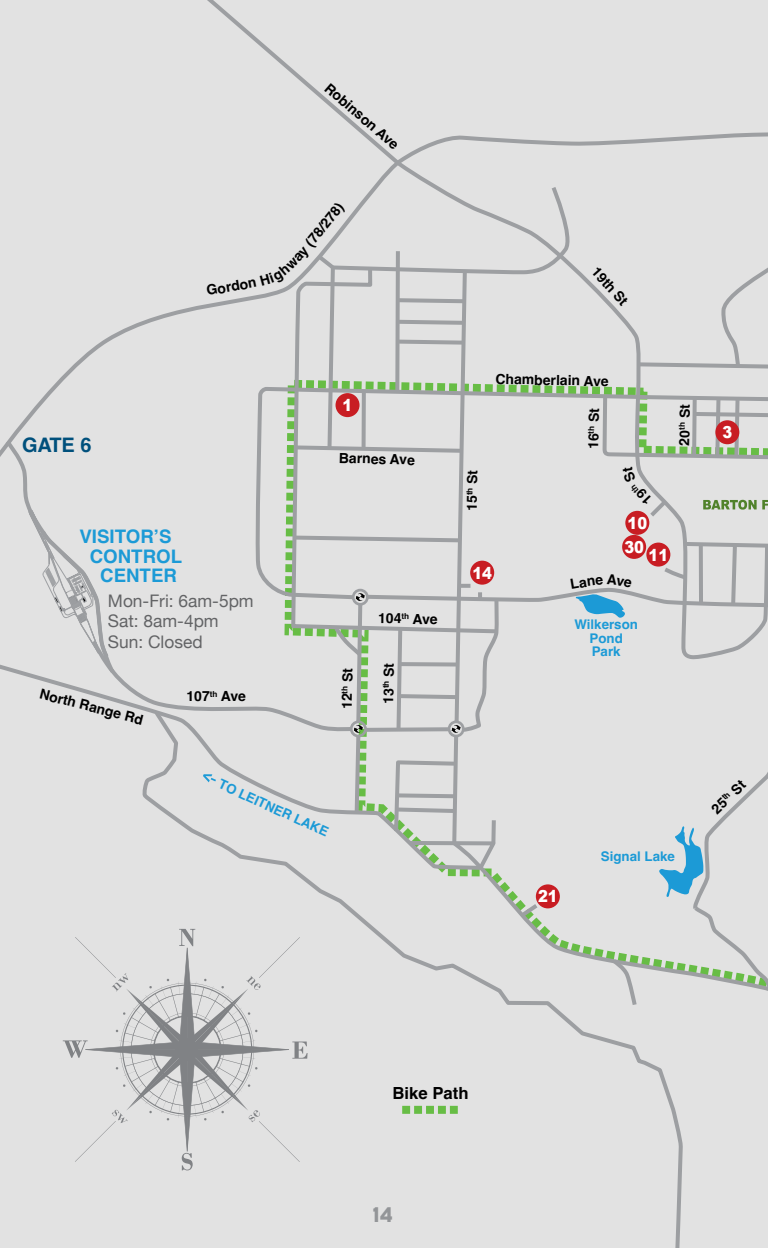 Robinson Ave
Gordon Highway (78/278)
19th St
Chamberlain Ave
1
16th St
20th St
3
GATE 6
Barnes Ave
15th St
19th St
BARTON F
10
30
11
VISITOR'S
CONTROL
CENTER
Mon-Fri: 6am-5pm
Sat: 8am-4pm
Sun: Closed
14
Lane Ave
Wilkerson
Pond
Park
104th Ave
12th St
13th St
107th Ave
North Range Rd
<- TO LEITNER LAKE
25th St
Signal Lake
21
N
nw
ne
W
E
sw
se
S
Bike Path
14